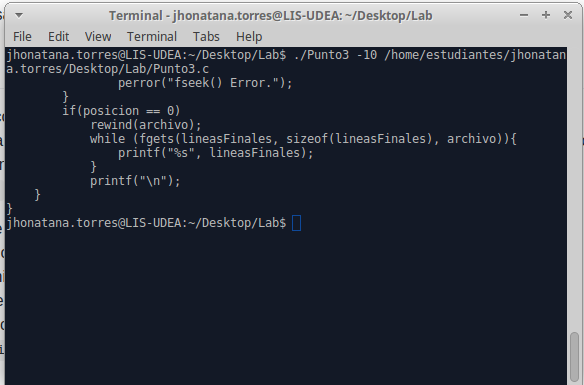 Terminal - jhonatana.torres@LIS-UDEA: ~/Desktop/Lab
File Edit View Terminal Tabs Help
jhonatana.torres@LIS-UDEA:~/Desktop/Lab$ ./Punto3 -10 /home/estudiantes/jhonatan
a.torres/Desktop/Lab/Punto3.c
                perror("fseek() Error.");
        }
        if(posicion == 0)
            rewind(archivo);
            while (fgets(lineasFinales, sizeof(lineasFinales), archivo)){
                printf("%s", lineasFinales);
            }
            printf("\n");
    }
}
jhonatana.torres@LIS-UDEA:~/Desktop/Lab$